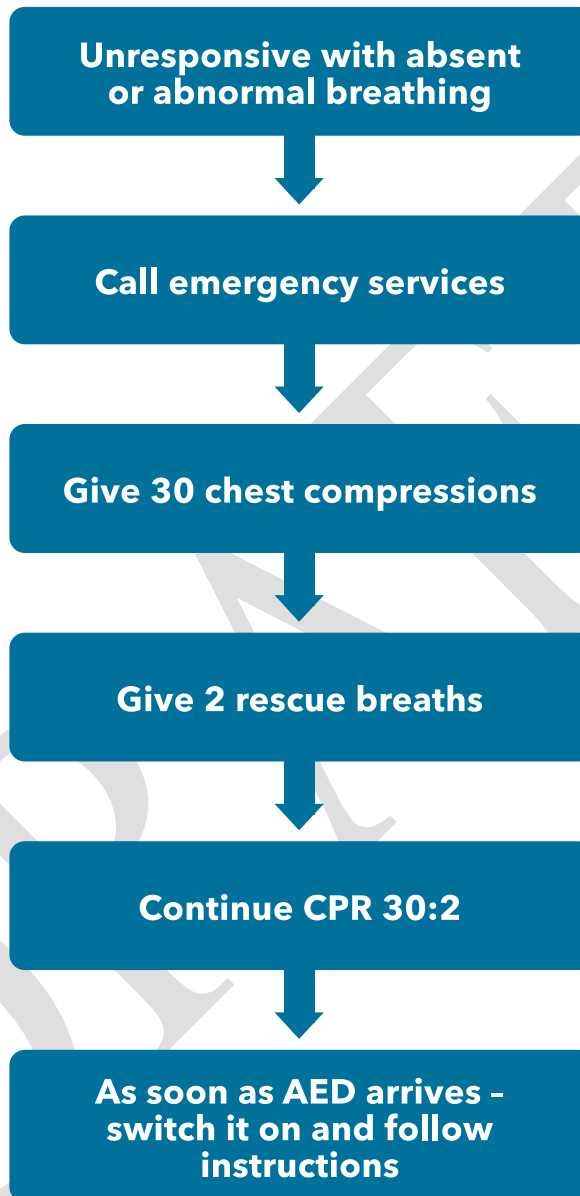 Unresponsive with absent
or abnormal breathing
Call emergency services
Give 30 chest compressions
Give 2 rescue breaths
Continue CPR 30:2
As soon as AED arrives –
switch it on and follow
instructions